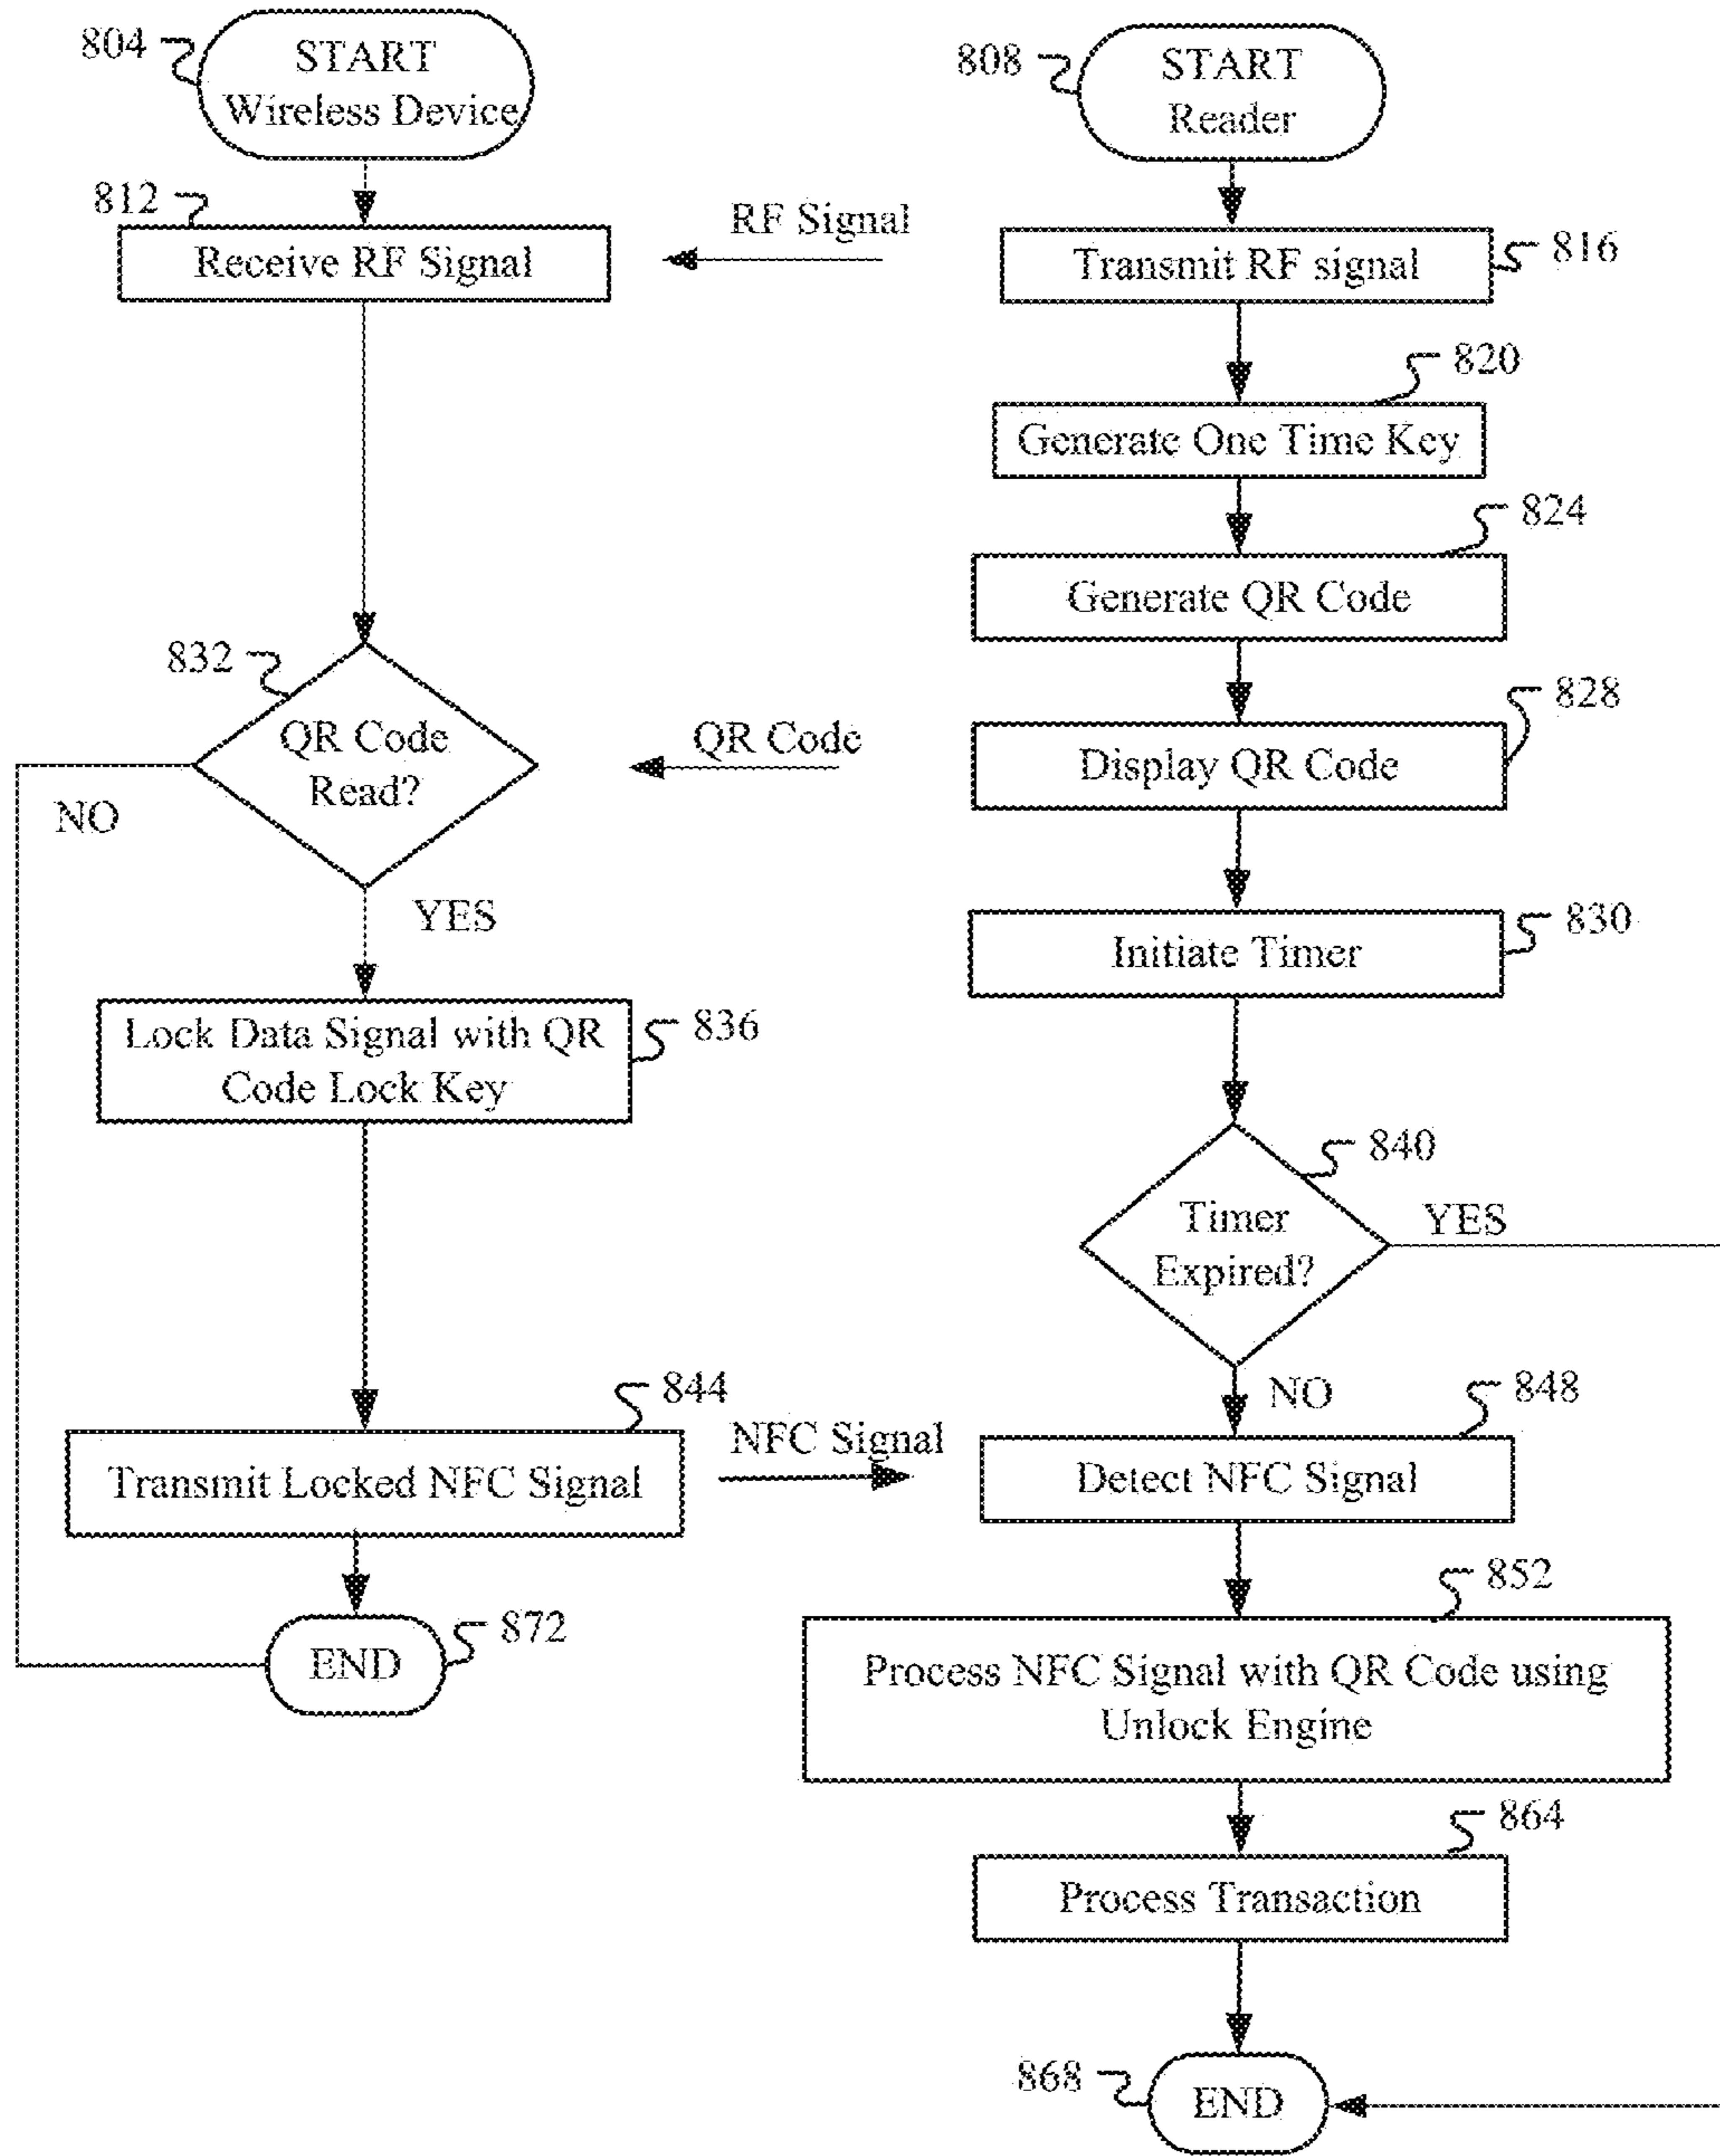 804
START
Wireless Device
808
START
Reader
812
Receive RF Signal
RF Signal
Transmit RF signal
816
820
Generate One Time Key
824
Generate QR Code
832
QR Code
Read?
NO
YES
QR Code
828
Display QR Code
830
Initiate Timer
Lock Data Signal with QR
Code Lock Key
836
840
Timer
Expired?
YES
NO
844
Transmit Locked NFC Signal
NFC Signal
848
Detect NFC Signal
END
872
852
Process NFC Signal with QR Code using
Unlock Engine
864
Process Transaction
868
END